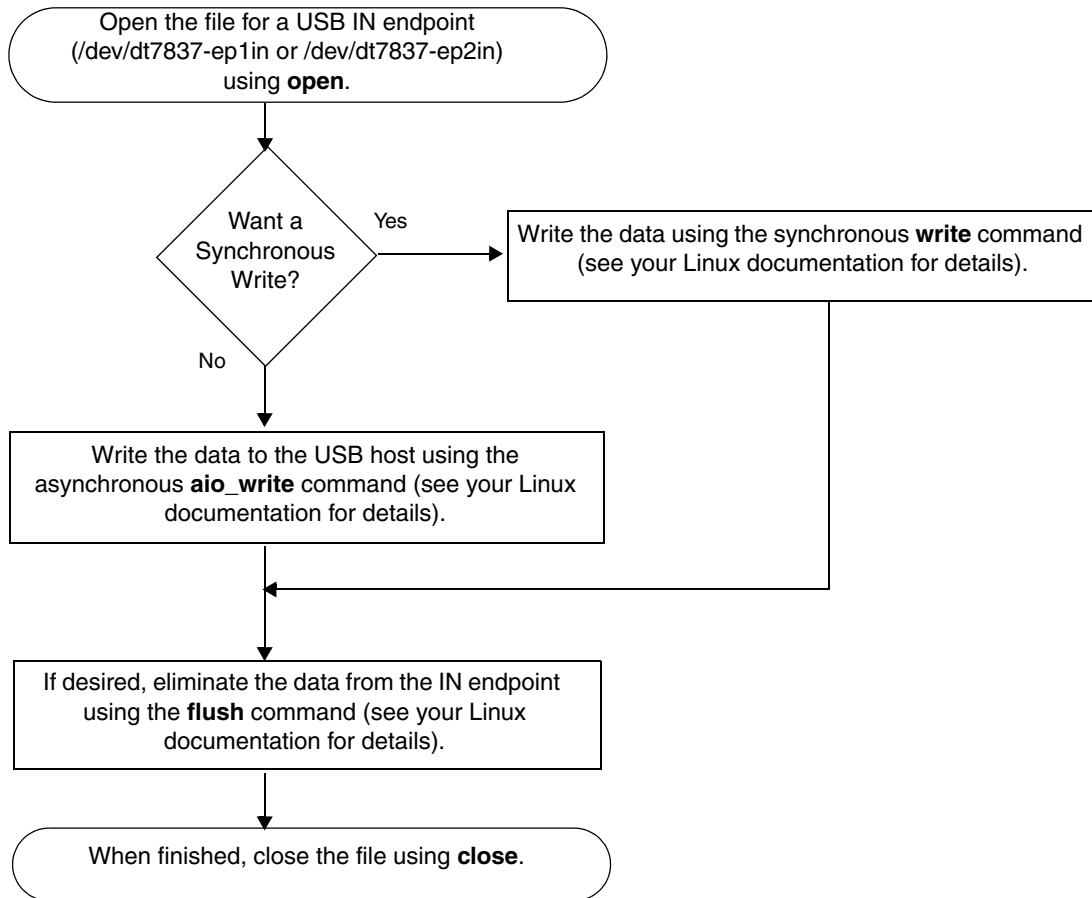 Open the file for a USB IN endpoint
(/dev/dt7837-ep1in or /dev/dt7837-ep2in)
using open.
Want a
Synchronous
Write?
Yes
Write the data using the synchronous write command
(see your Linux documentation for details).
No
Write the data to the USB host using the
asynchronous aio_write command (see your Linux
documentation for details).
If desired, eliminate the data from the IN endpoint
using the flush command (see your Linux
documentation for details).
When finished, close the file using close.